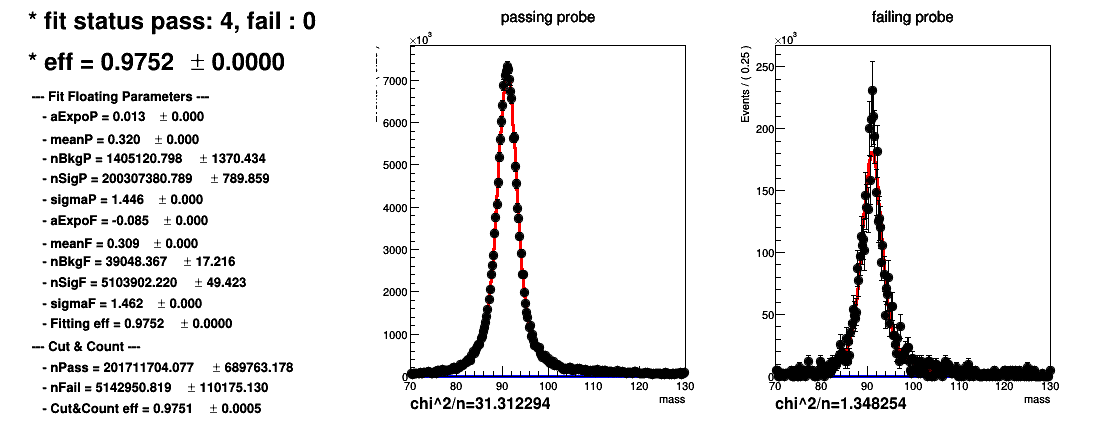 * fit status pass: 4, fail : 0
* eff = 0.9752 ± 0.0000
--- Fit Floating Parameters ---
- aExpoP = 0.013 ± 0.000
- meanP = 0.320 ± 0.000
- nBkgP = 1405120.798 ± 1370.434
- nSigP = 200307380.789 ± 789.859
- sigmaP = 1.446 ± 0.000
- aExpoF = -0.085 ± 0.000
- meanF = 0.309 ± 0.000
- nBkgF = 39048.367 ± 17.216
- nSigF = 5103902.220 ± 49.423
- sigmaF = 1.462 ± 0.000
- Fitting eff = 0.9752 ± 0.0000
--- Cut & Count ---
- nPass = 201711704.077 ± 689763.178
- nFail = 5142950.819 ± 110175.130
- Cut&Count eff = 0.9751 ± 0.0005
passing probe
×10³
7000
6000
5000
4000
3000
2000
1000
0
70 80 90 100 110 120 130
mass
chi^2/n=31.312294
failing probe
×10³
Events / ( 0.25 )
250
200
150
100
50
0
70 80 90 100 110 120 130
mass
chi^2/n=1.348254